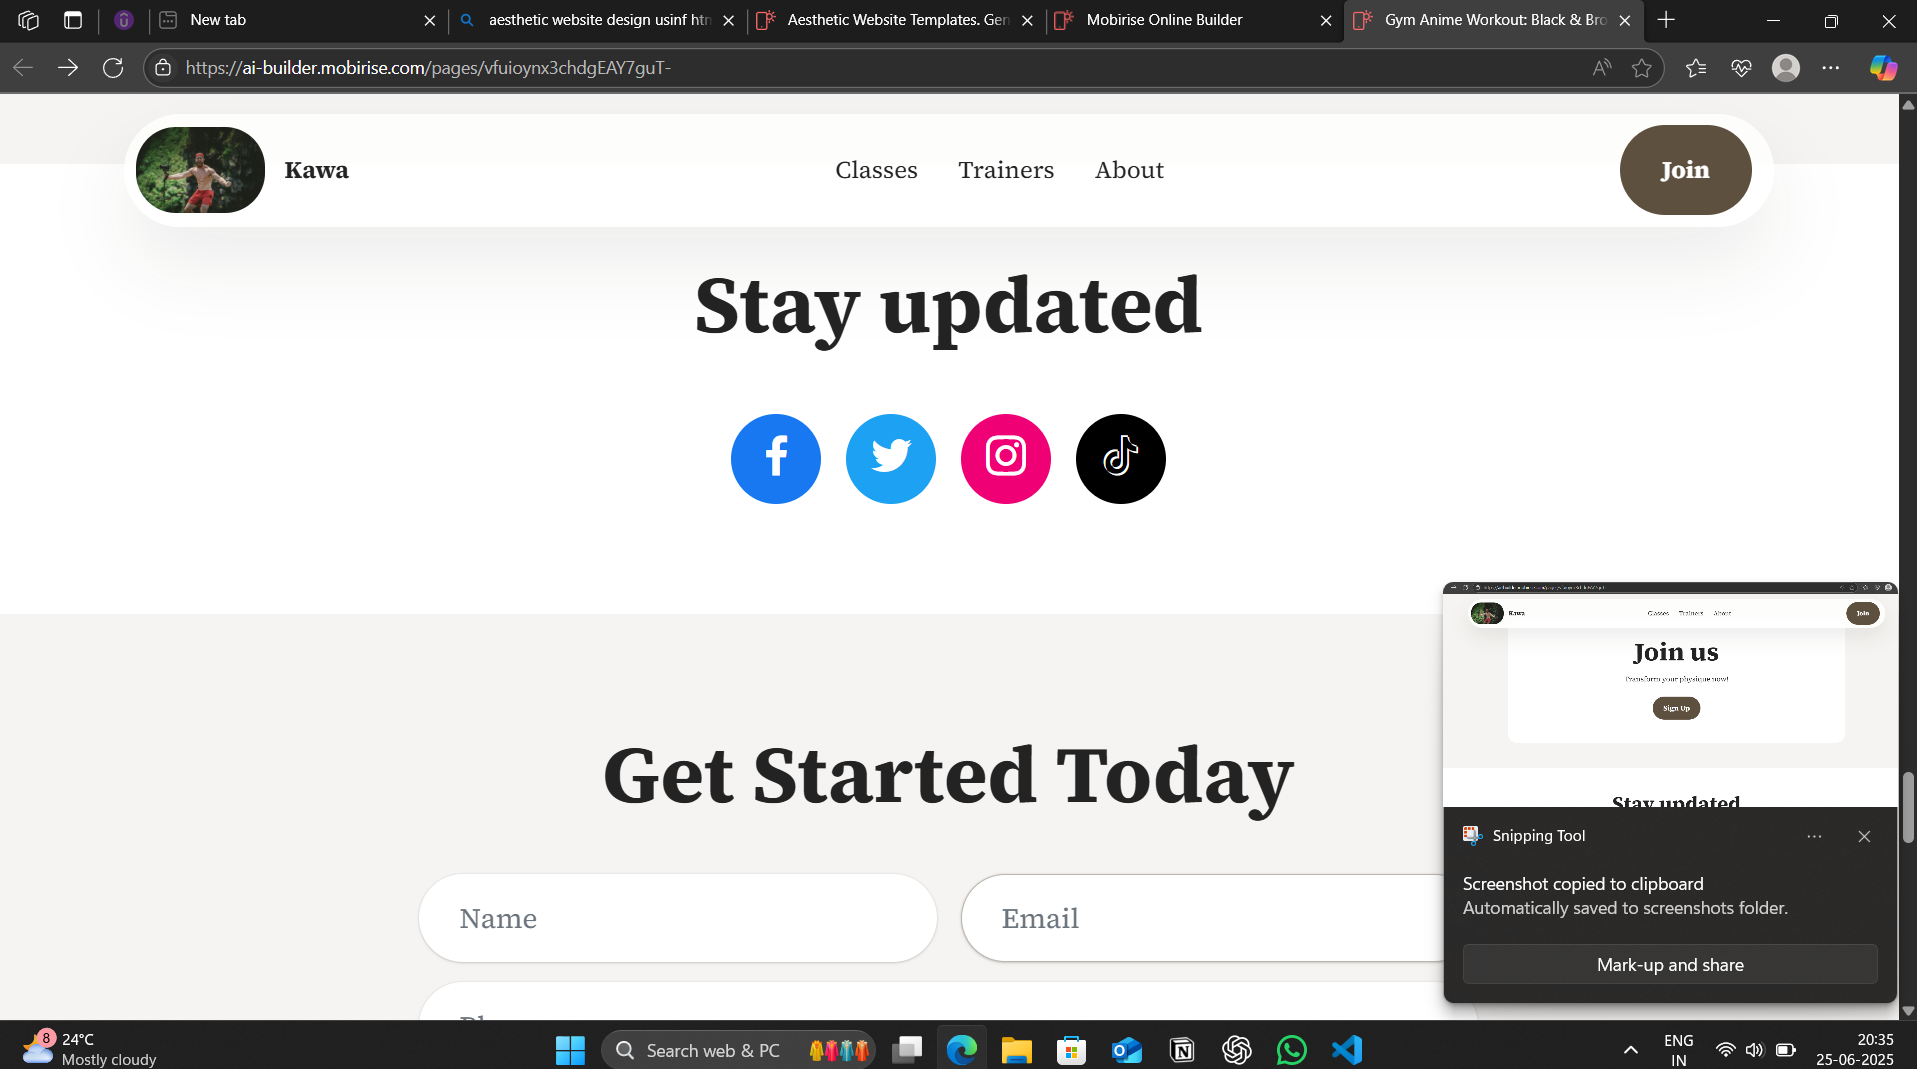 New tab
aesthetic website design usinf htn
Aesthetic Website Templates. Gen
Mobirise Online Builder
Gym Anime Workout: Black & Bro
https://ai-builder.mobirise.com/pages/vfuioynx3chdgEAY7guT-
Kawa
Classes
Trainers
About
Join
Stay updated
Get Started Today
Name
Email
Kawa
Classes
Trainers
About
Join
Join us
Transform your physique now!
Sign Up
Stay updated
Snipping Tool
Screenshot copied to clipboard
Automatically saved to screenshots folder.
Mark-up and share
8
24°C
Mostly cloudy
Search web & PC
ENG
IN
20:35
25-06-2025